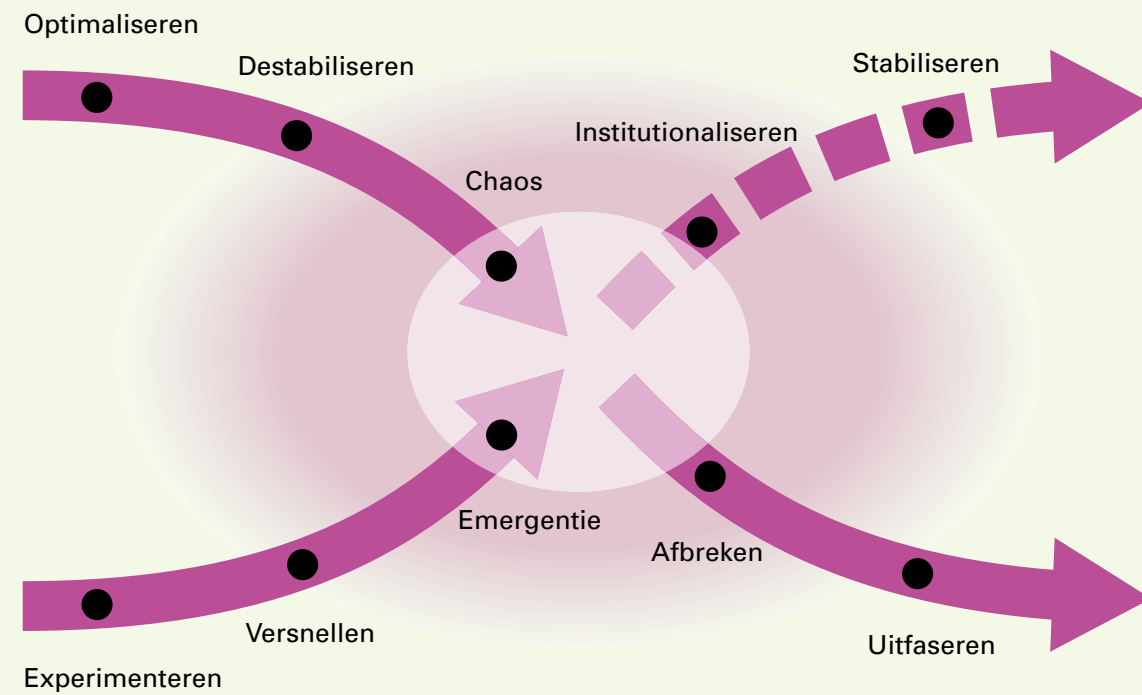 Optimaliseren
Destabiliseren
Stabiliseren
Institutionaliseren
Chaos
Emergentie
Afbreken
Versnellen
Uitfaseren
Experimenteren